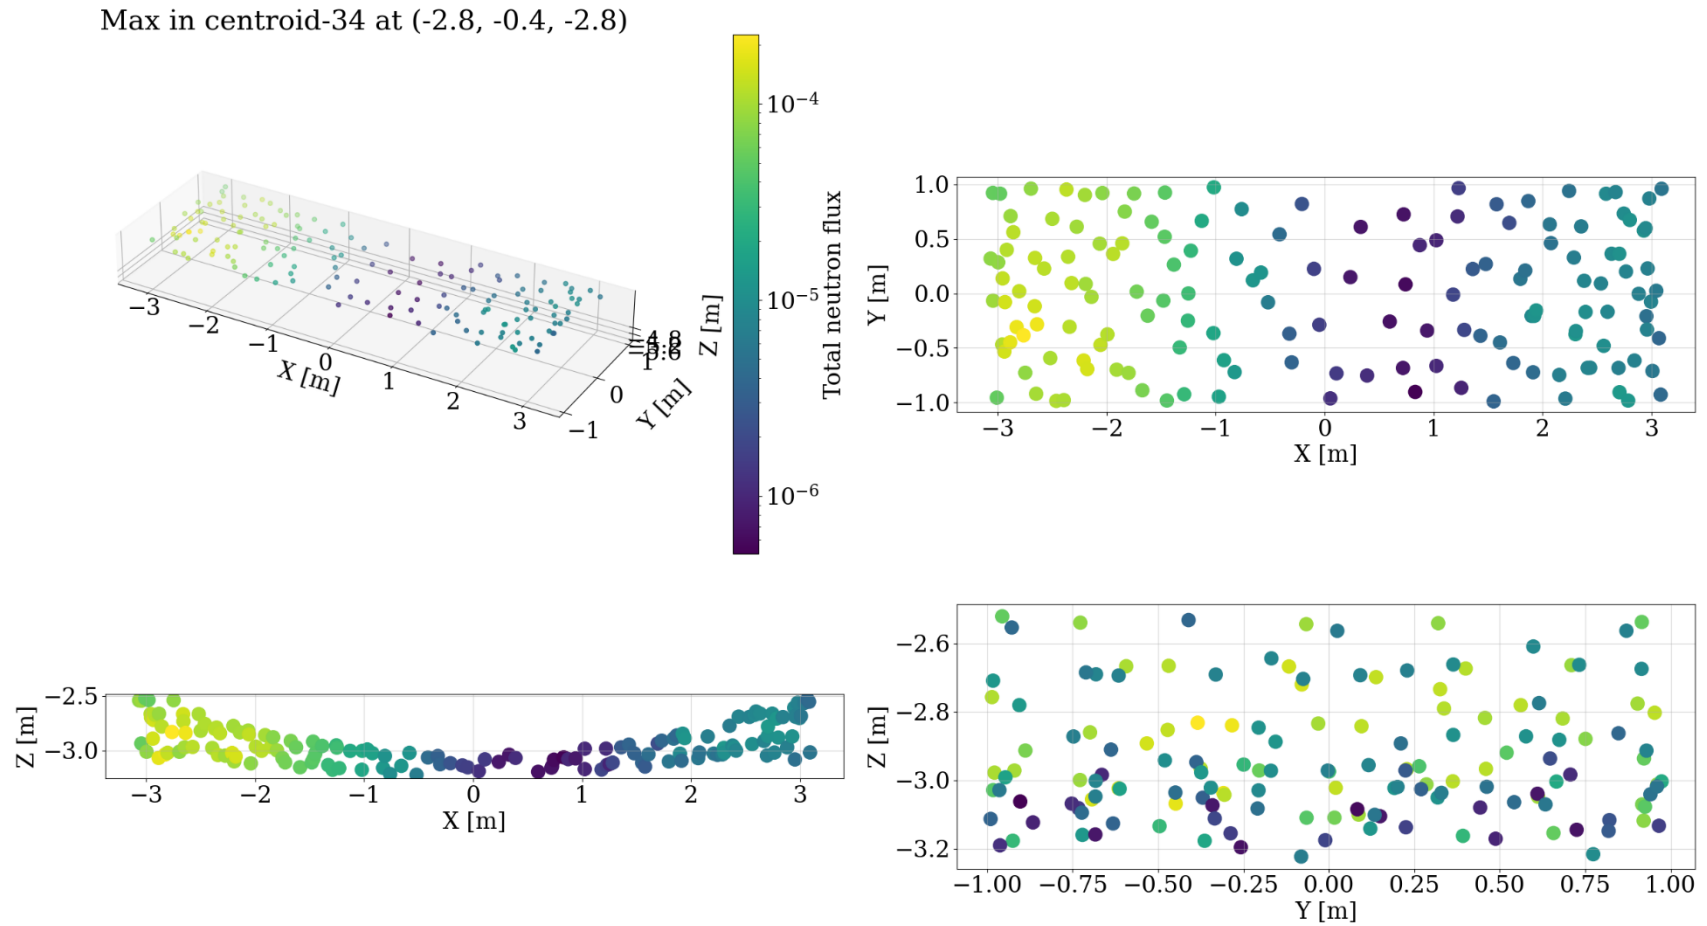 Max in centroid-34 at (-2.8, -0.4, -2.8)
−3
−2
−1
0
1
2
3
X [m]
−1
0
1
Y [m]
Z [m]
10−4
10−5
10−6
Total neutron flux
1.0
0.5
0.0
−0.5
−1.0
Y [m]
−3 −2 −1 0 1 2 3
X [m]
−2.5
−3.0
Z [m]
−3 −2 −1 0 1 2 3
X [m]
−2.6
−2.8
−3.0
−3.2
Z [m]
−1.00 −0.75 −0.50 −0.25 0.00 0.25 0.50 0.75 1.00
Y [m]